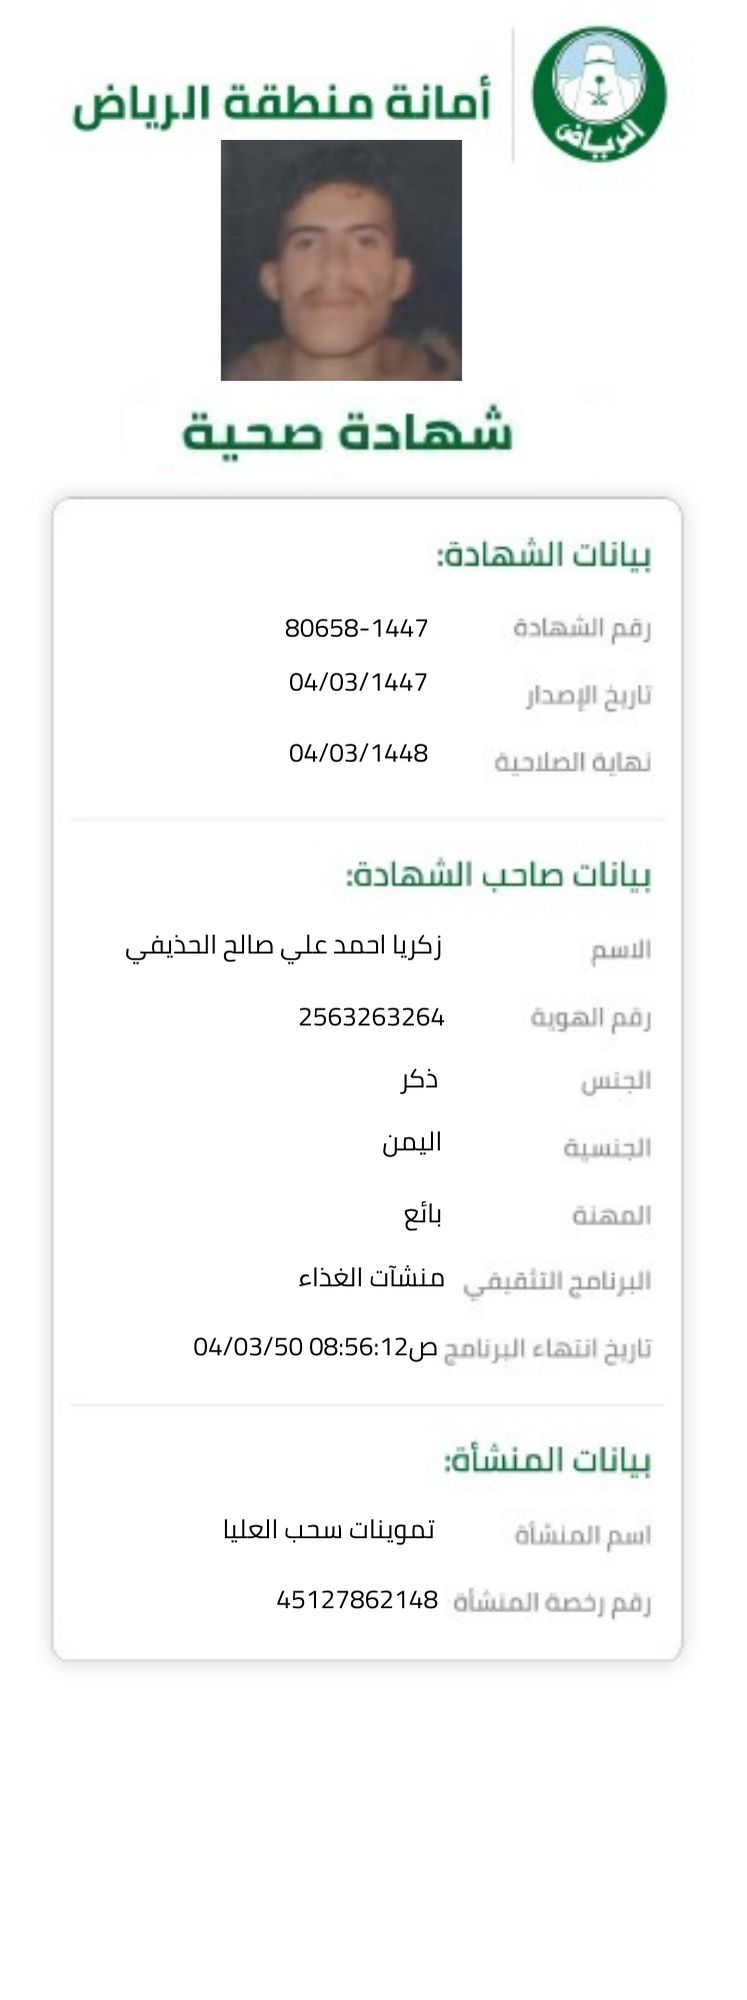 أمانة منطقة الرياض
الرياض
شهادة صحية
بيانات الشهادة:
رقم الشهادة 80658-1447
تاريخ الإصدار 04/03/1447
نهاية الصلاحية 04/03/1448
بيانات صاحب الشهادة:
الاسم زكريا احمد علي صالح الحذيفي
رقم الهوية 2563263264
الجنس ذكر
الجنسية اليمن
المهنة بائع
البرنامج التثقيفي منشآت الغذاء
تاريخ انتهاء البرنامج ص08:56:12 04/03/50
بيانات المنشأة:
اسم المنشأة تموينات سحب العليا
رقم رخصة المنشأة 45127862148